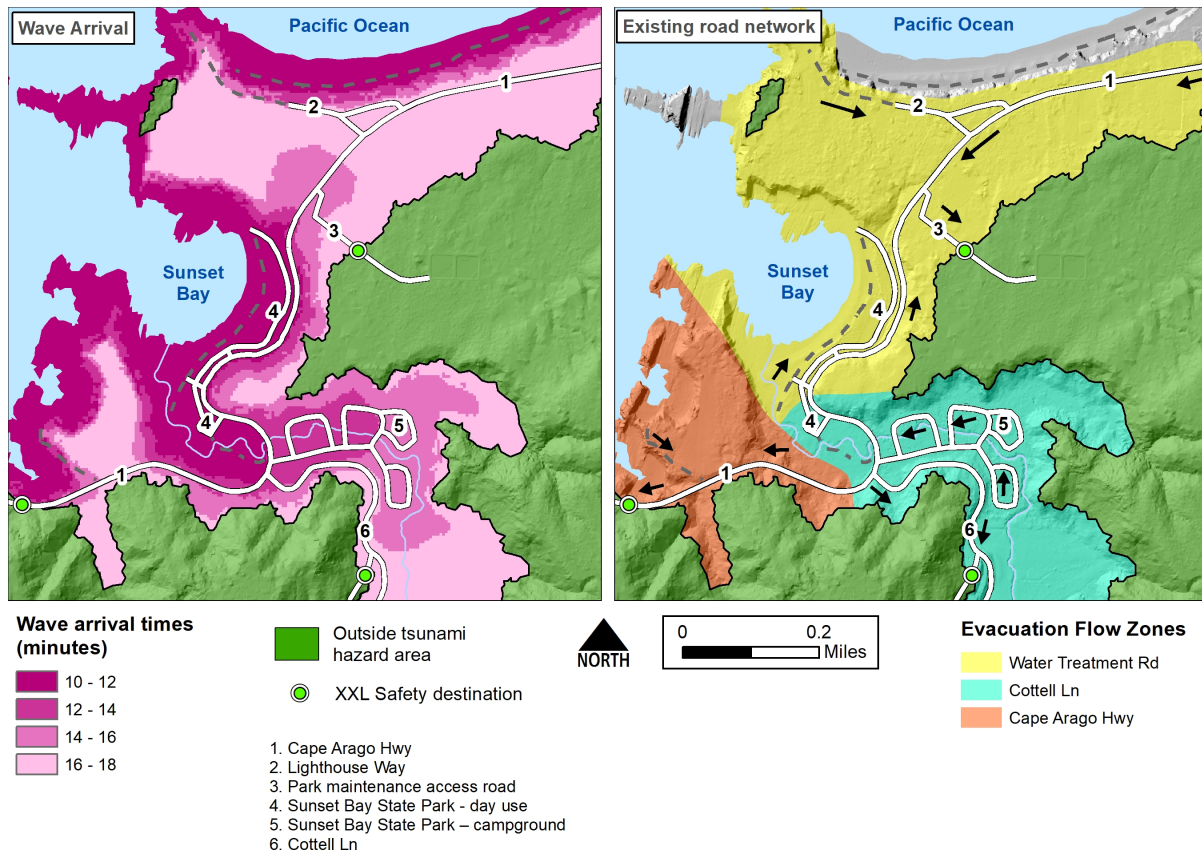 Wave Arrival
Pacific Ocean
1
2
3
Sunset
Bay
4
4
5
1
6
Existing road network
Pacific Ocean
1
2
3
Sunset
Bay
4
4
5
1
6
Wave arrival times
(minutes)
10 - 12
12 - 14
14 - 16
16 - 18
Outside tsunami
hazard area
XXL Safety destination
1. Cape Arago Hwy
2. Lighthouse Way
3. Park maintenance access road
4. Sunset Bay State Park - day use
5. Sunset Bay State Park – campground
6. Cottell Ln
NORTH
0 0.2
Miles
Evacuation Flow Zones
Water Treatment Rd
Cottell Ln
Cape Arago Hwy